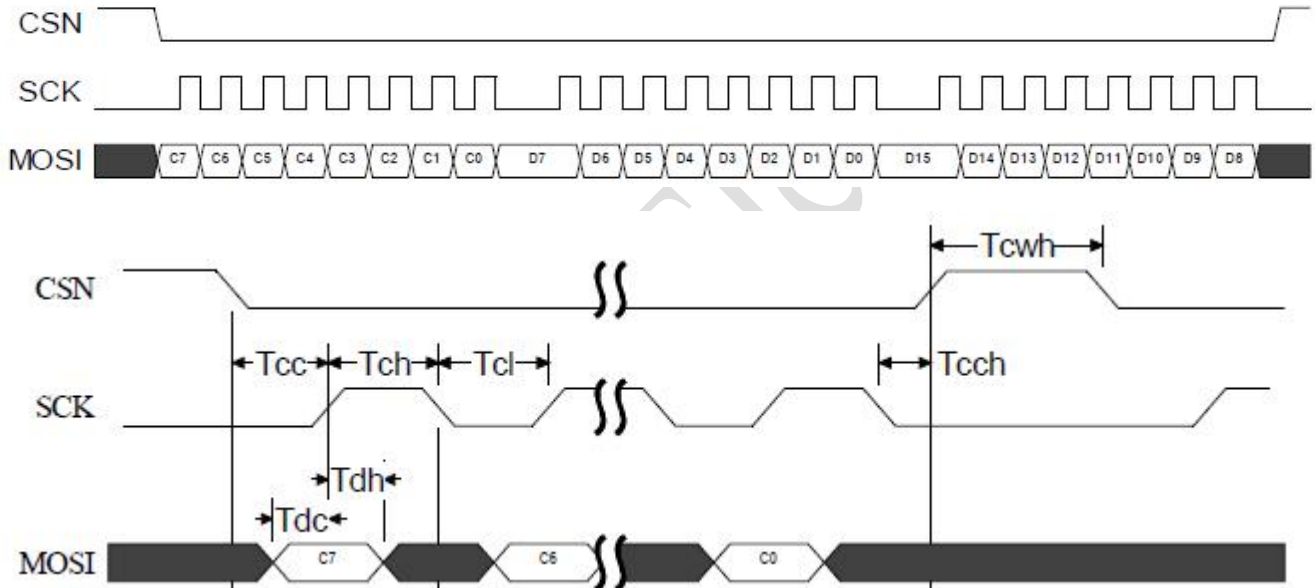 CSN
SCK
MOSI C7 C6 C5 C4 C3 C2 C1 C0 D7 D6 D5 D4 D3 D2 D1 D0 D15 D14 D13 D12 D11 D10 D9 D8
Tcwh
CSN
Tcc Tch Tcl Tcch
SCK
Tdh
Tdc
MOSI C7 C6 C0